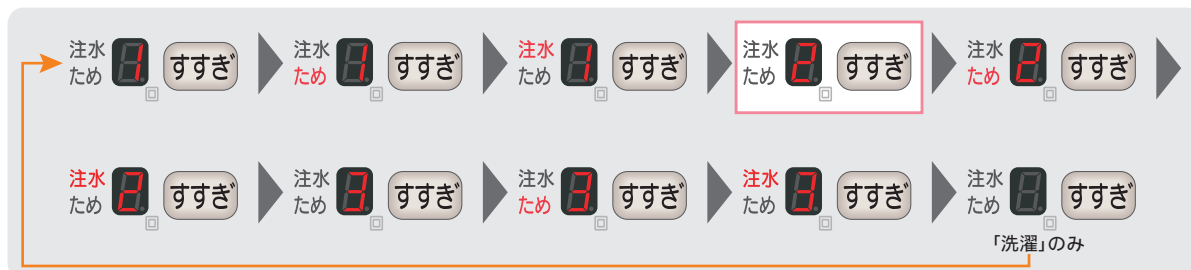 注水 1 すすぎ
ため
注水 1 すすぎ
ため
注水 1 すすぎ
ため
注水 2 すすぎ
ため
注水 2 すすぎ
ため
注水 2 すすぎ
ため
注水 3 すすぎ
ため
注水 3 すすぎ
ため
注水 3 すすぎ
ため
注水 すすぎ
ため
「洗濯」のみ